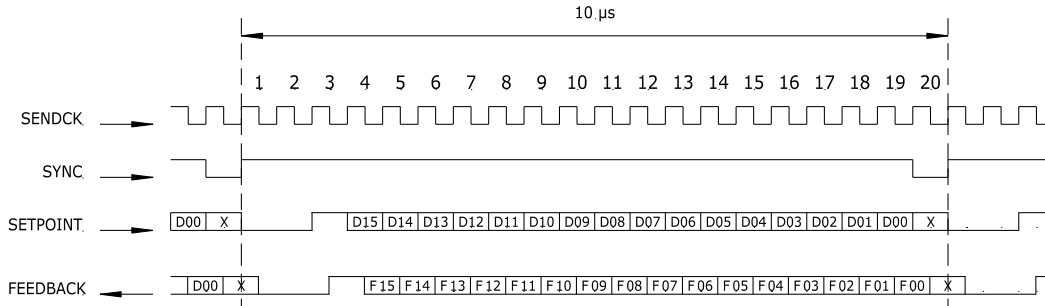 10 µs
1 2 3 4 5 6 7 8 9 10 11 12 13 14 15 16 17 18 19 20
SENDCK
SYNC
SETPOINT D00 X D15 D14 D13 D12 D11 D10 D09 D08 D07 D06 D05 D04 D03 D02 D01 D00 X
FEEDBACK D00 X F15 F14 F13 F12 F11 F10 F09 F08 F07 F06 F05 F04 F03 F02 F01 F00 X